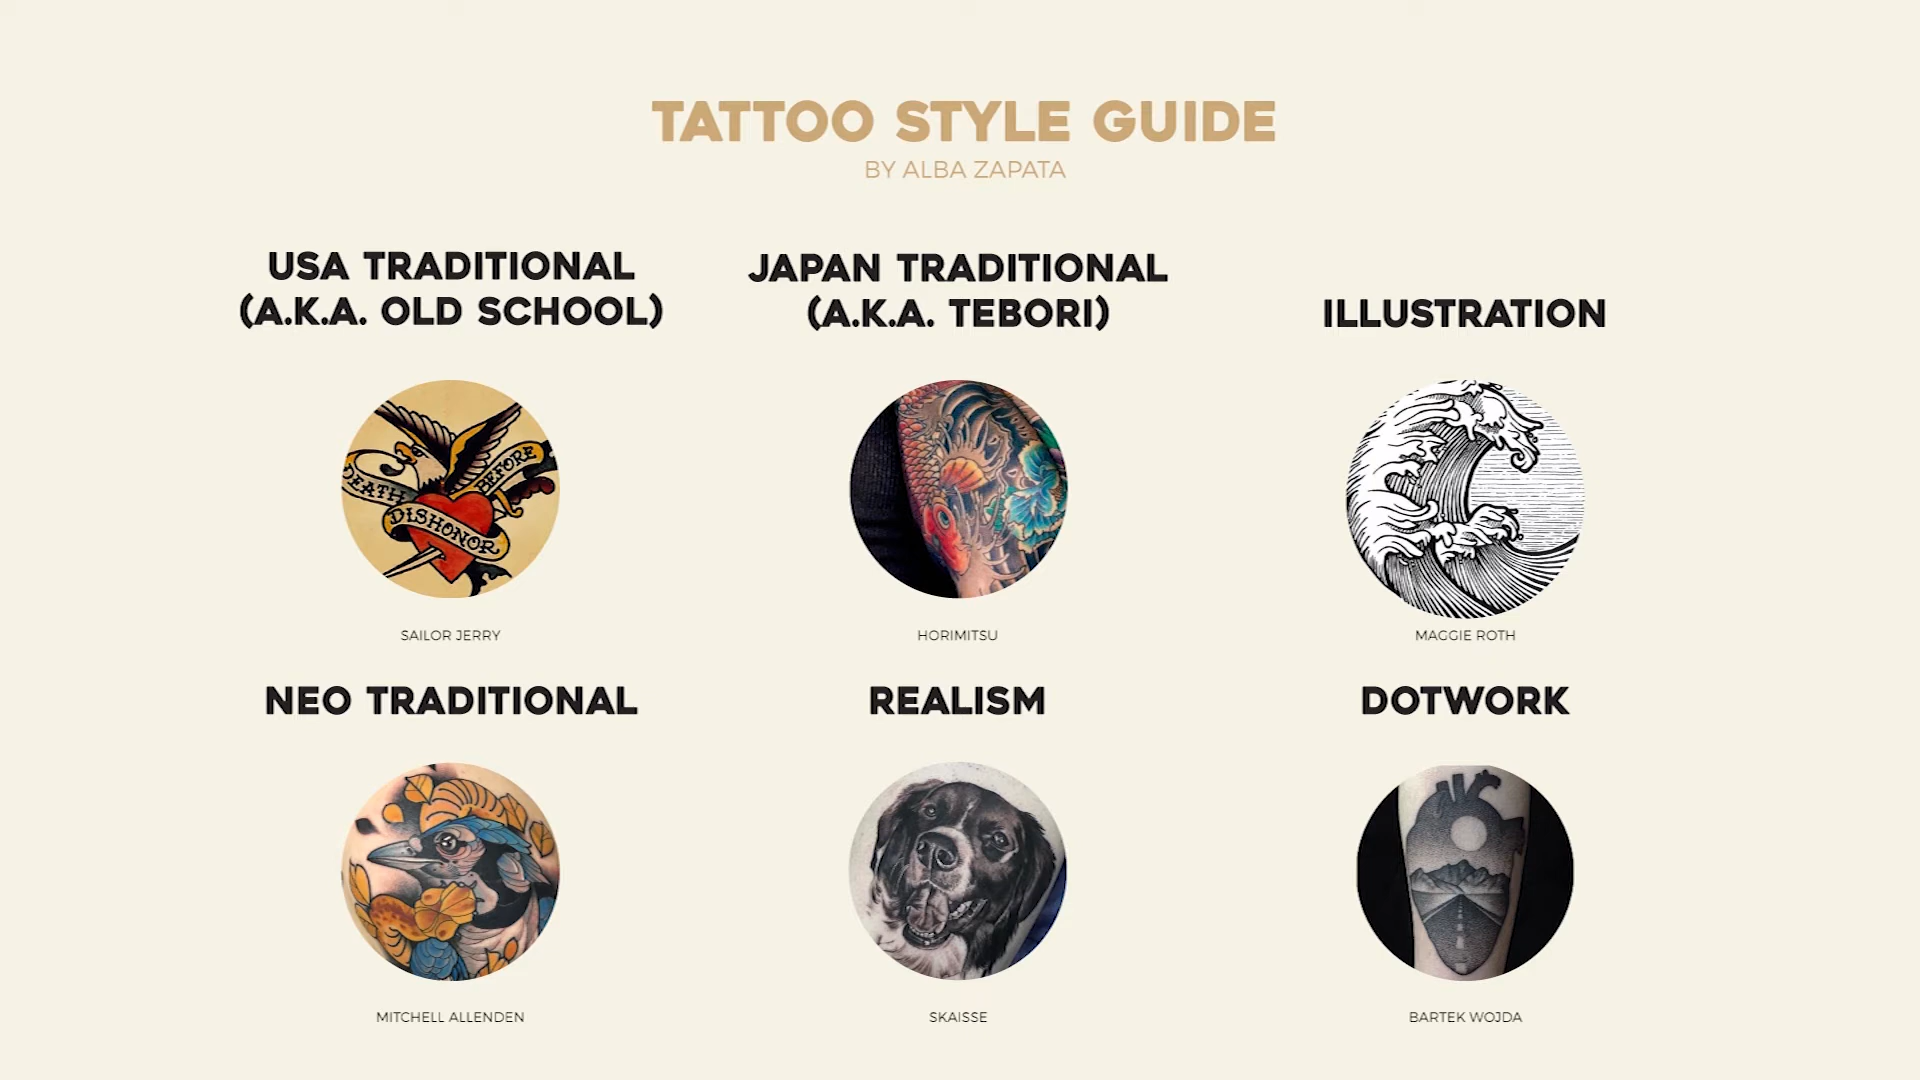 TATTOO STYLE GUIDE
BY ALBA ZAPATA
USA TRADITIONAL
(A.K.A. OLD SCHOOL)
JAPAN TRADITIONAL
(A.K.A. TEBORI)
ILLUSTRATION
DEATH
BEFORE
DISHONOR
SAILOR JERRY
HORIMITSU
MAGGIE ROTH
NEO TRADITIONAL
REALISM
DOTWORK
MITCHELL ALLENDEN
SKAISSE
BARTEK WOJDA